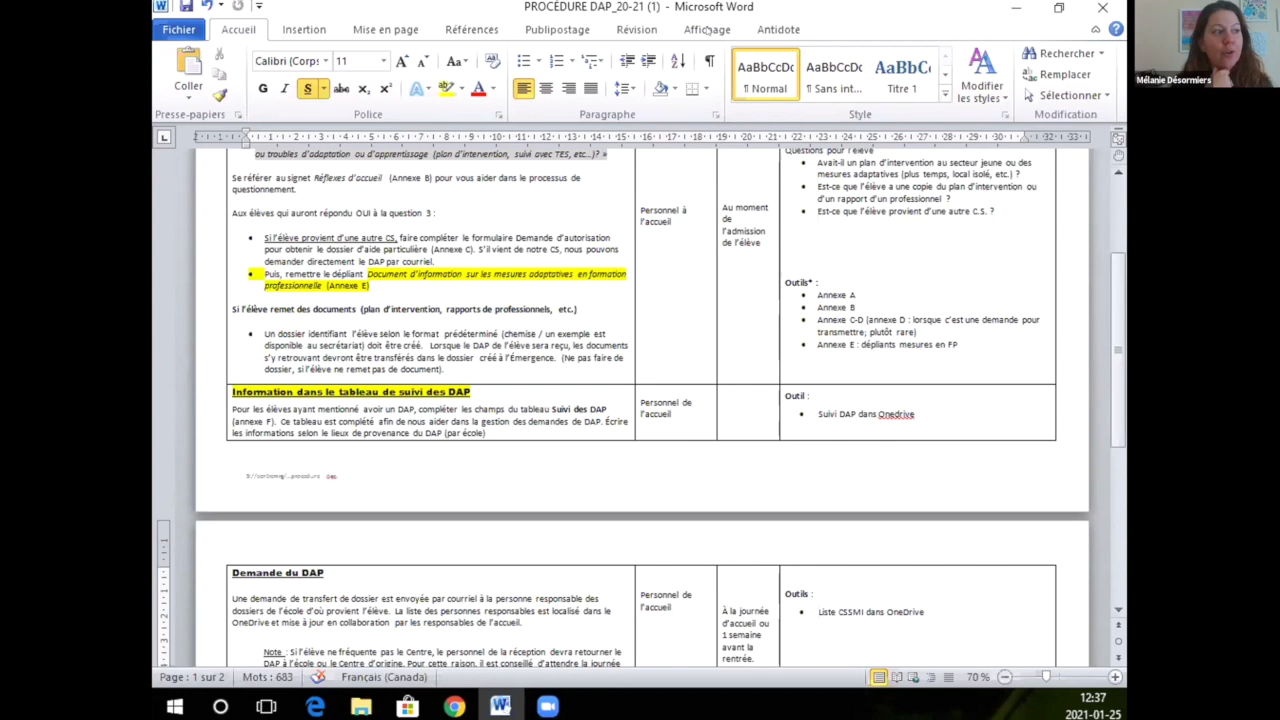 PROCÉDURE DAP_20-21 (1) - Microsoft Word
Fichier Accueil Insertion Mise en page Références Publipostage Révision Affichage Antidote
Mélanie Désormiers
Coller
Calibri (Corps 11
Rechercher
Remplacer
Sélectionner
AaBbCcDc AaBbCcDc AaBbCc
¶ Normal ¶ Sans int... Titre 1
Modifier les styles
Presse-papiers Police Paragraphe Style Modification
ou troubles d'adaptation ou d'apprentissage (plan d'intervention, suivi avec TES, etc...)? »
Se référer au signet Réflexes d'accueil (Annexe B) pour vous aider dans le processus de
questionnement.
Aux élèves qui auront répondu OUI à la question 3 :
• Si l'élève provient d'une autre CS, faire compléter le formulaire Demande d'autorisation
pour obtenir le dossier d'aide particulière (Annexe C). S'il vient de notre CS, nous pouvons
demander directement le DAP par courriel.
• Puis, remettre le dépliant Document d'information sur les mesures adaptatives en formation
professionnelle (Annexe E)
Si l'élève remet des documents (plan d'intervention, rapports de professionnels, etc.)
• Un dossier identifiant l'élève selon le format prédéterminé (chemise / un exemple est
disponible au secrétariat) doit être créé. Lorsque le DAP de l'élève sera reçu, les documents
s'y retrouvant devront être transférés dans le dossier créé à l'Émergence. (Ne pas faire de
dossier, si l'élève ne remet pas de document).
Personnel à
l'accueil
Au moment
de
l'admission
de l'élève
Questions pour l'élève
• Avait-il un plan d'intervention au secteur jeune ou des
mesures adaptatives (plus temps, local isolé, etc.) ?
• Est-ce que l'élève a une copie du plan d'intervention ou
d'un rapport d'un professionnel ?
• Est-ce que l'élève provient d'une autre C.S. ?
Outils* :
• Annexe A
• Annexe B
• Annexe C-D (annexe D : lorsque c'est une demande pour
transmettre; plutôt rare)
• Annexe E : dépliants mesures en FP
Information dans le tableau de suivi des DAP
Pour les élèves ayant mentionné avoir un DAP, compléter les champs du tableau Suivi des DAP
(annexe F). Ce tableau est complété afin de nous aider dans la gestion des demandes de DAP. Écrire
les informations selon le lieux de provenance du DAP (par école)
Personnel de
l'accueil
Outil :
• Suivi DAP dans Onedrive
Demande du DAP
Une demande de transfert de dossier est envoyée par courriel à la personne responsable des
dossiers de l'école d'où provient l'élève. La liste des personnes responsables est localisé dans le
OneDrive et mise à jour en collaboration par les responsables de l'accueil.
Note : Si l'élève ne fréquente pas le Centre, le personnel de la réception devra retourner le
DAP à l'école ou le Centre d'origine. Pour cette raison, il est conseillé d'attendre la journée
Personnel de
l'accueil
À la journée
d'accueil ou
1 semaine
avant la
rentrée.
Outils :
• Liste CSSMI dans OneDrive
Page : 1 sur 2 Mots : 683 Français (Canada) 70 %
12:37
2021-01-25